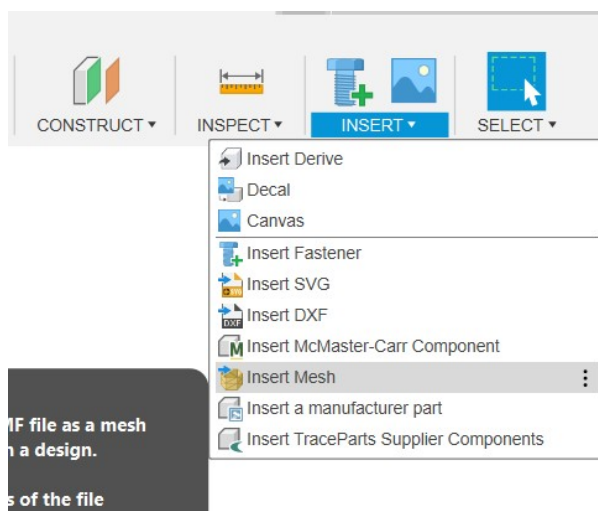 CONSTRUCT ▾ INSPECT ▾ INSERT ▾ SELECT ▾
Insert Derive
Decal
Canvas
Insert Fastener
Insert SVG
Insert DXF
DXF
Insert McMaster-Carr Component
M
Insert Mesh
Insert a manufacturer part
Insert TraceParts Supplier Components
MF file as a mesh
a design.
s of the file